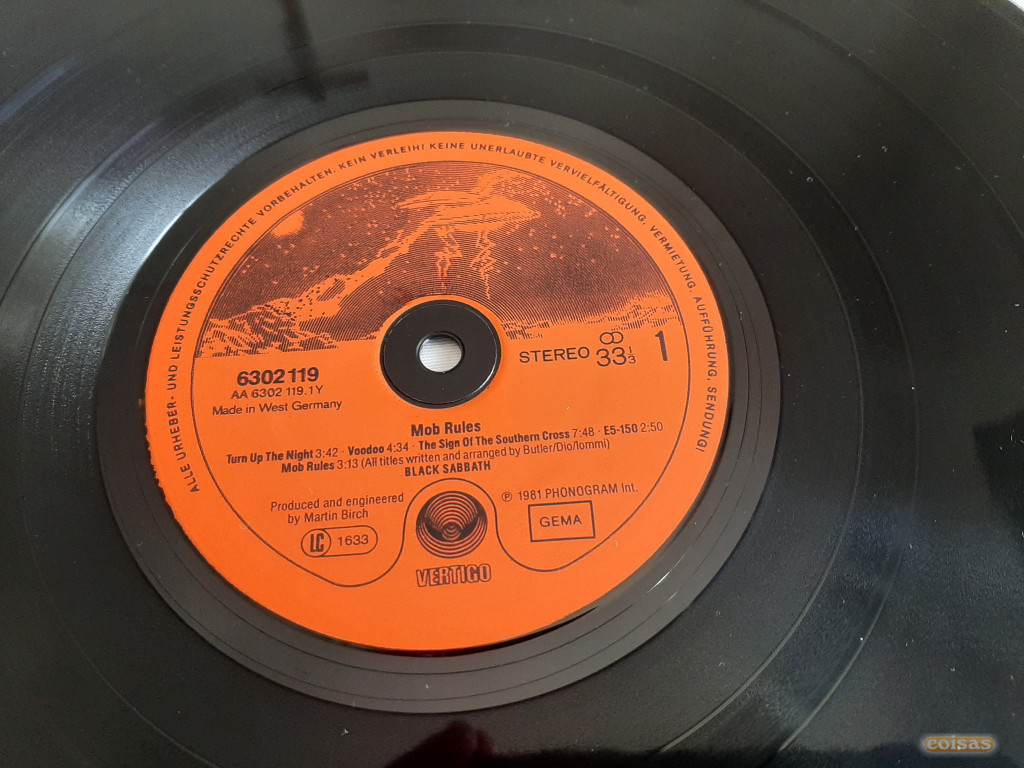 ALLE URHEBER- UND LEISTUNGSSCHUTZRECHTE VORBEHALTEN. KEIN VERLEIH! KEINE UNERLAUBTE VERVIELFÄLTIGUNG, VERMIETUNG, AUFFÜHRUNG, SENDUNG!
STEREO 33 1/3 1
6302 119
AA 6302 119.1Y
Made in West Germany
Mob Rules
Turn Up The Night 3:42 · Voodoo 4:34 · The Sign Of The Southern Cross 7:48 · E5-150 2:50
Mob Rules 3:13 (All titles written and arranged by Butler/Dio/Iommi)
BLACK SABBATH
Produced and engineered
by Martin Birch
LC 1633
℗ 1981 PHONOGRAM Int.
GEMA
VERTIGO
coisas